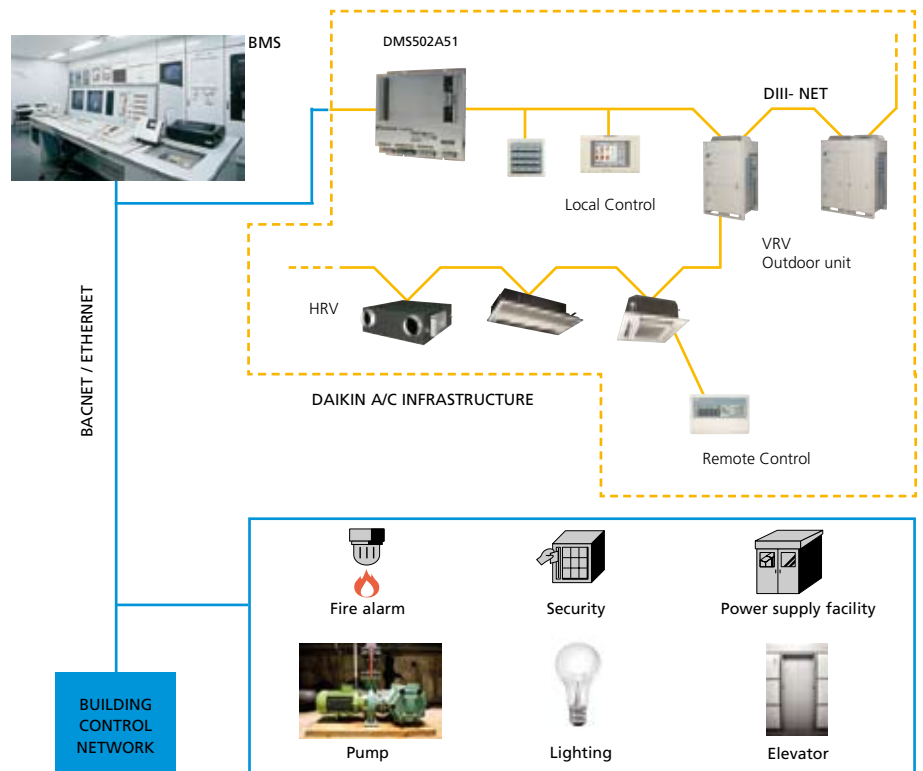 BMS
DMS502A51
DIII- NET
Local Control
VRV
Outdoor unit
HRV
BACNET / ETHERNET
DAIKIN A/C INFRASTRUCTURE
Remote Control
Fire alarm
Security
Power supply facility
BUILDING
CONTROL
NETWORK
Pump
Lighting
Elevator